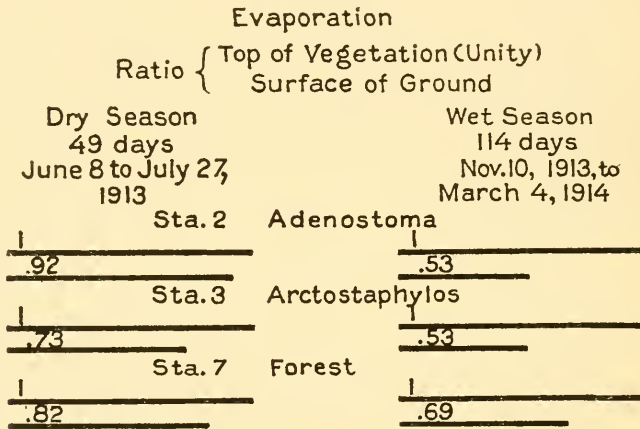 Evaporation
Ratio { Top of Vegetation (Unity)
Surface of Ground
Dry Season
49 days
June 8 to July 27,
1913
Wet Season
114 days
Nov. 10, 1913, to
March 4, 1914
Sta. 2 Adenostoma
1 1
.92 .53
Sta. 3 Arctostaphylos
1 1
.73 .53
Sta. 7 Forest
1 1
.82 .69